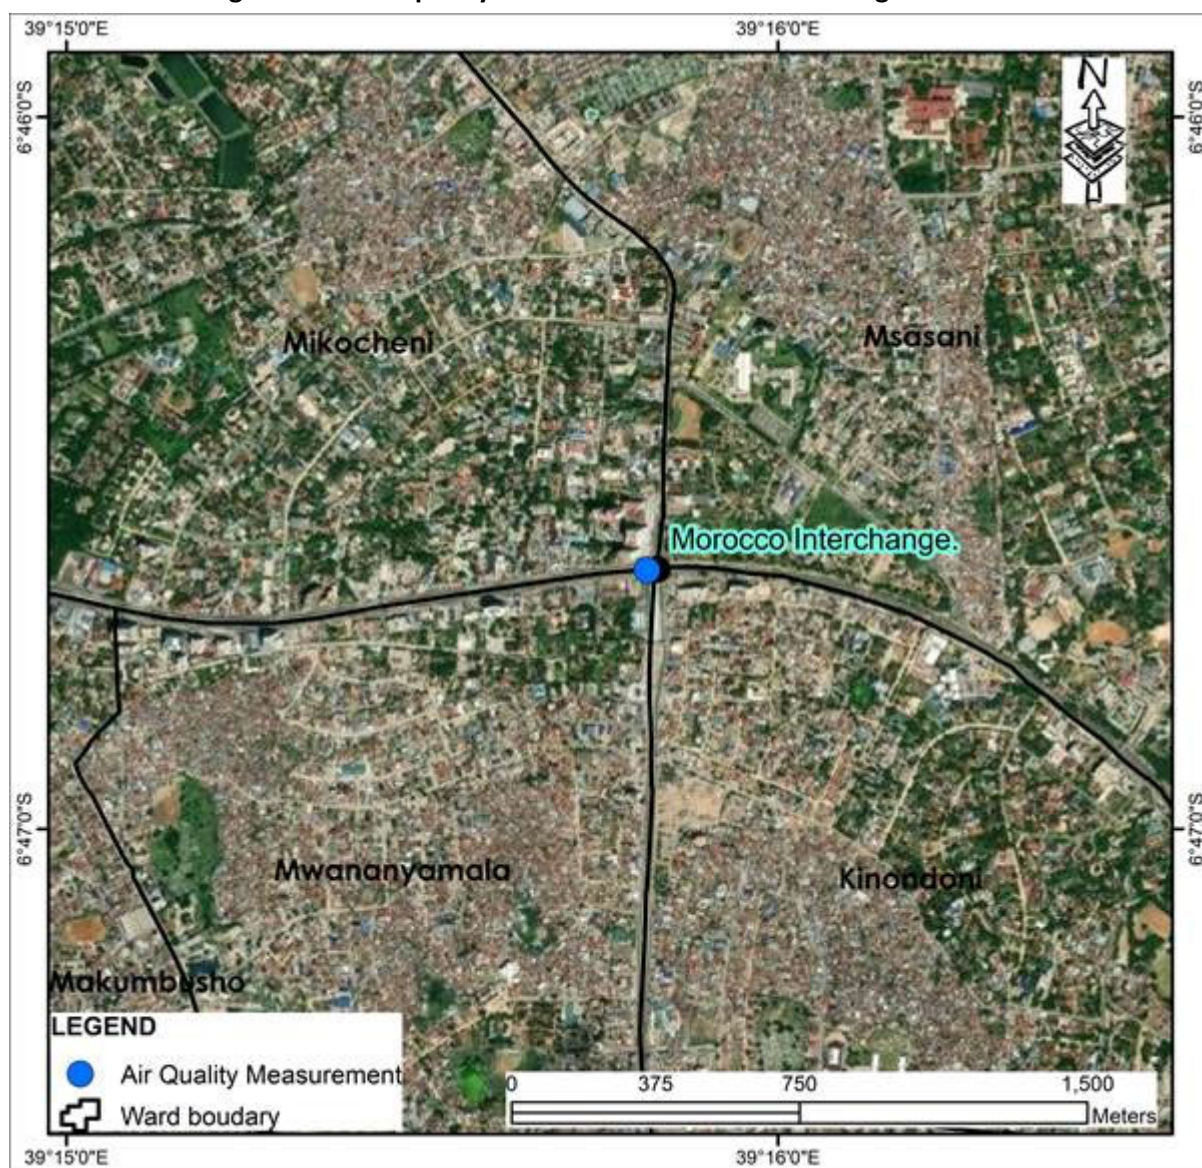 39°15'0"E 39°16'0"E
6°46'0"S 6°46'0"S
N
Mikocheni Msasani
Morocco Interchange.
6°47'0"S 6°47'0"S
Mwananyamala Kinondoni
Makumbusho
LEGEND
Air Quality Measurement
Ward boudary
0 375 750 1,500
Meters
39°15'0"E 39°16'0"E